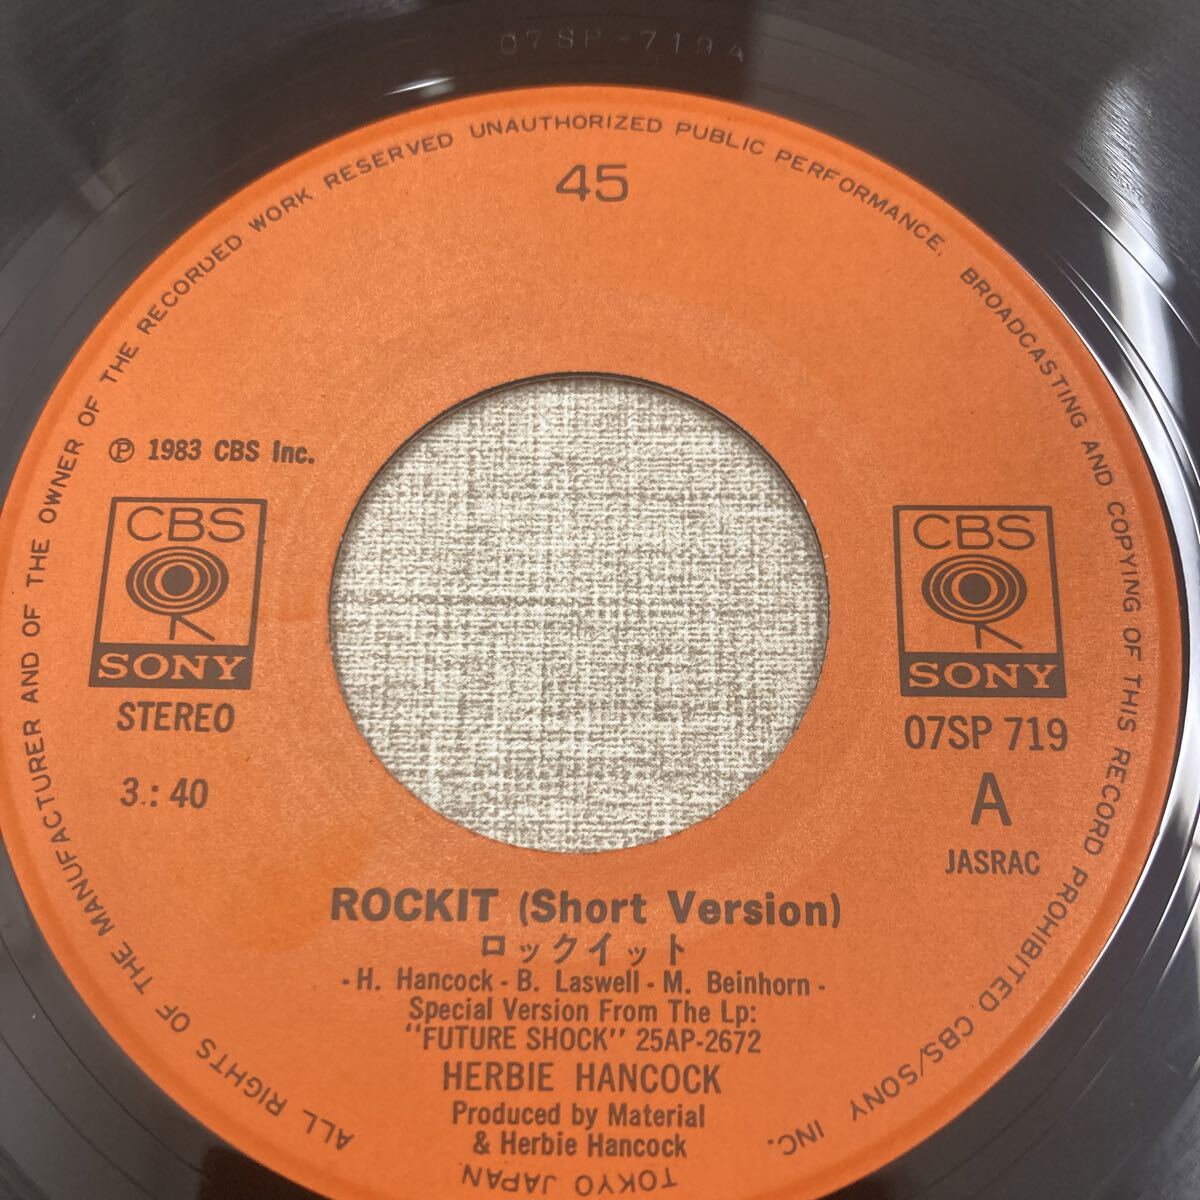 07SP-719A
45
ALL RIGHTS OF THE MANUFACTURER AND OF THE OWNER OF THE RECORDED WORK RESERVED UNAUTHORIZED PUBLIC PERFORMANCE, BROADCASTING AND COPYING OF THIS RECORD PROHIBITED CBS/SONY INC.
TOKYO JAPAN
℗ 1983 CBS Inc.
CBS
SONY
STEREO
3:40
CBS
SONY
07SP 719
A
JASRAC
ROCKIT (Short Version)
ロックイット
- H. Hancock - B. Laswell - M. Beinhorn -
Special Version From The Lp:
"FUTURE SHOCK" 25AP-2672
HERBIE HANCOCK
Produced by Material
& Herbie Hancock